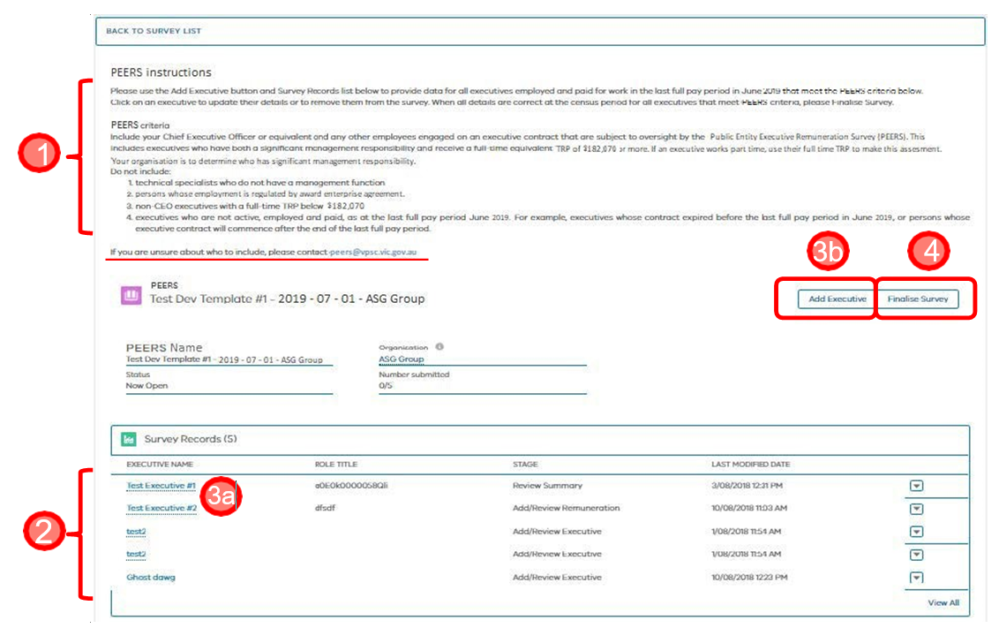 BACK TO SURVEY LIST
PEERS instructions
Please use the Add Executive button and Survey Records list below to provide data for all executives employed and paid for work in the last full pay period in June 2019 that meet the PEERS criteria below.
Click on an executive to update their details or to remove them from the survey. When all details are correct at the census period for all executives that meet PEERS criteria, please Finalise Survey.
1
PEERS criteria
Include your Chief Executive Officer or equivalent and any other employees engaged on an executive contract that are subject to oversight by the Public Entity Executive Remuneration Survey (PEERS). This
includes executives who have both a significant management responsibility and receive a full-time equivalent TRP of $182,070 or more. If an executive works part time, use their full time TRP to make this assesment.
Your organisation is to determine who has significant management responsibility.
Do not include:
1. technical specialists who do not have a management function
2. persons whose employment is regulated by award enterprise agreement.
3. non-CEO executives with a full-time TRP below $182,070
4. executives who are not active, employed and paid, as at the last full pay period June 2019. For example, executives whose contract expired before the last full pay period in June 2019, or persons whose
executive contract will commence after the end of the last full pay period.
If you are unsure about who to include, please contact peers@vpsc.vic.gov.au
3b 4
PEERS
Test Dev Template #1 - 2019 - 07 - 01 - ASG Group
Add Executive Finalise Survey
PEERS Name Organisation
Test Dev Template #1 - 2019 - 07 - 01 - ASG Group ASG Group
Status Number submitted
Now Open 0/5
Survey Records (5)
EXECUTIVE NAME ROLE TITLE STAGE LAST MODIFIED DATE
Test Executive #1 a0E0k0000058Qli Review Summary 3/08/2018 12:31 PM
3a
Test Executive #2 dfsdf Add/Review Remuneration 10/08/2018 11:03 AM
2
test2 Add/Review Executive 1/08/2018 11:54 AM
test2 Add/Review Executive 1/08/2018 11:54 AM
Ghost dawg Add/Review Executive 10/08/2018 12:23 PM
View All